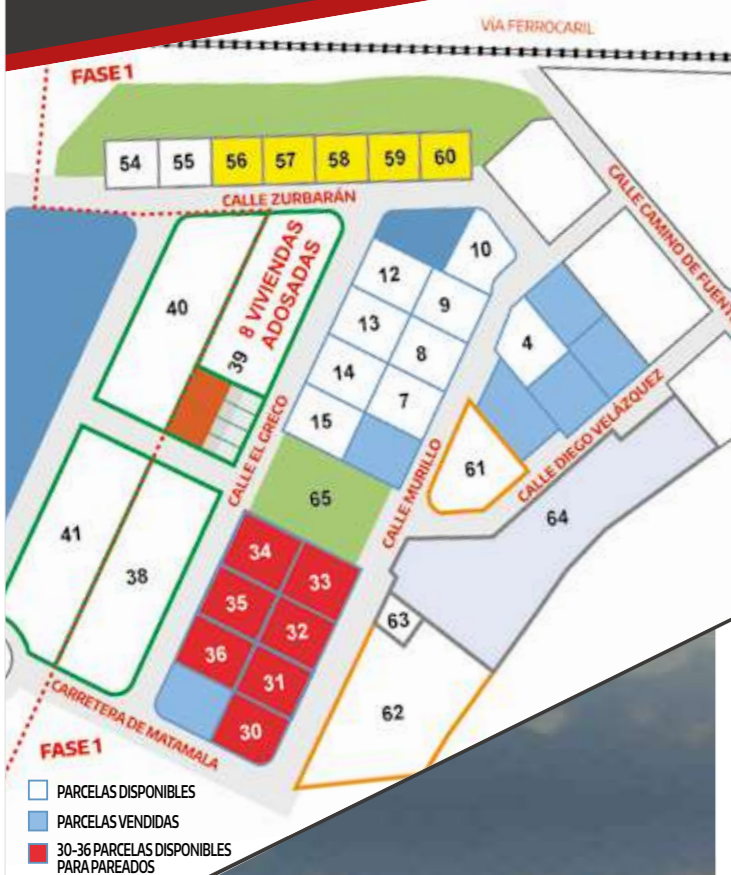 VÍA FERROCARIL
FASE 1
54
55
56
57
58
59
60
CALLE ZURBARÁN
CALLE CAMINO DE FUENT
40
39
8 VIVIENDAS
ADOSADAS
10
12
9
13
8
14
7
15
4
CALLE EL GRECO
CALLE MURILLO
CALLE DIEGO VELÁZQUEZ
61
64
65
41
38
34
33
35
32
36
31
30
63
62
CARRETERA DE MATAMALA
FASE 1
PARCELAS DISPONIBLES
PARCELAS VENDIDAS
30-36 PARCELAS DISPONIBLES
PARA PAREADOS